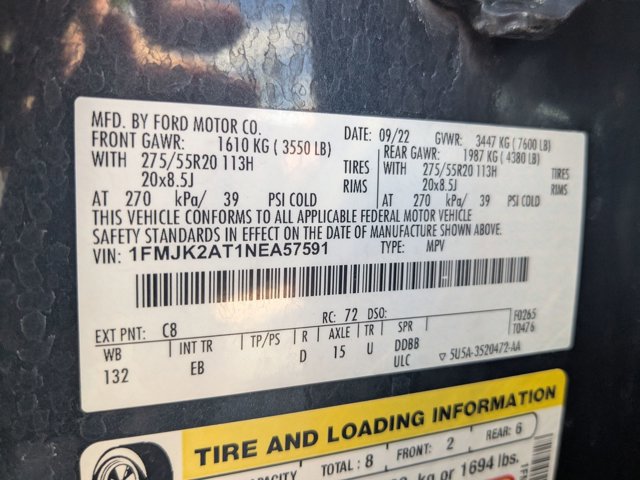 MFD. BY FORD MOTOR CO. DATE: 09/22 GVWR: 3447 KG ( 7600 LB)
FRONT GAWR: 1610 KG ( 3550 LB) REAR GAWR: 1987 KG ( 4380 LB)
WITH 275/55R20 113H TIRES WITH 275/55R20 113H TIRES
20x8.5J RIMS 20x8.5J RIMS
AT 270 kPa/ 39 PSI COLD AT 270 kPa/ 39 PSI COLD
THIS VEHICLE CONFORMS TO ALL APPLICABLE FEDERAL MOTOR VEHICLE
SAFETY STANDARDS IN EFFECT ON THE DATE OF MANUFACTURE SHOWN ABOVE.
VIN: 1FMJK2AT1NEA57591 TYPE: MPV
F0265
EXT PNT: C8 RC: 72 DSO: T0476
WB INT TR TP/PS R AXLE TR SPR
132 EB D 15 U DDBB
ULC ▽ 5U5A-3520472-AA
TIRE AND LOADING INFORMATION
TOTAL: 8 FRONT: 2 REAR: 6
kg or 1694 lbs.